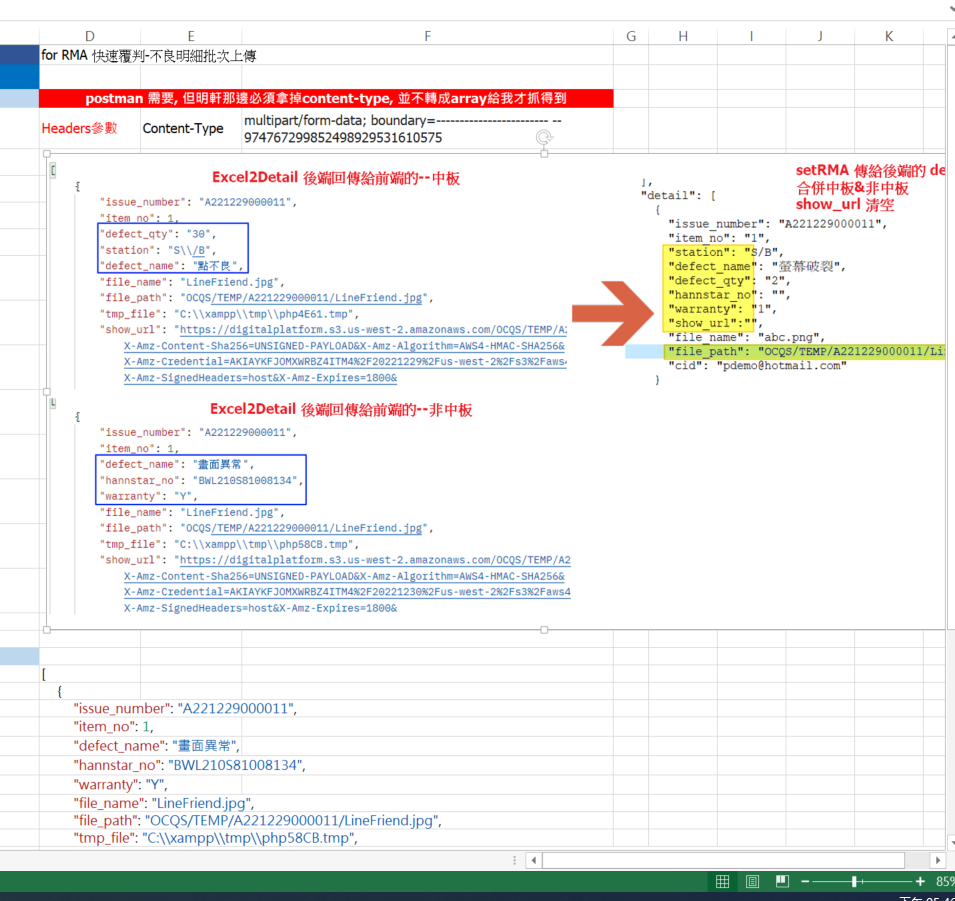 D E F G H I J K
for RMA 快速覆判-不良明細批次上傳
postman 需要, 但明軒那邊必須拿掉content-type, 並不轉成array給我才抓得到
Headers參數 Content-Type
multipart/form-data; boundary=------------------------- --
974767299852498929531610575
[
Excel2Detail 後端回傳給前端的--中板
{
"issue_number": "A221229000011",
"item_no": 1,
"defect_qty": "30",
"station": "S\\/B",
"defect_name": "點不良",
"file_name": "LineFriend.jpg",
"file_path": "OCQS/TEMP/A221229000011/LineFriend.jpg",
"tmp_file": "C:\\xampp\\tmp\\php4E61.tmp",
"show_url": "https://digitalplatform.s3.us-west-2.amazonaws.com/OCQS/TEMP/A
X-Amz-Content-Sha256=UNSIGNED-PAYLOAD&X-Amz-Algorithm=AWS4-HMAC-SHA256&
X-Amz-Credential=AKIAYKFJOMXWRBZ4ITM4%2F20221229%2Fus-west-2%2Fs3%2Faws
X-Amz-SignedHeaders=host&X-Amz-Expires=1800&
Excel2Detail 後端回傳給前端的--非中板
{
"issue_number": "A221229000011",
"item_no": 1,
"defect_name": "畫面異常",
"hannstar_no": "BWL210S81008134",
"warranty": "Y",
"file_name": "LineFriend.jpg",
"file_path": "OCQS/TEMP/A221229000011/LineFriend.jpg",
"tmp_file": "C:\\xampp\\tmp\\php58CB.tmp",
"show_url": "https://digitalplatform.s3.us-west-2.amazonaws.com/OCQS/TEMP/A2
X-Amz-Content-Sha256=UNSIGNED-PAYLOAD&X-Amz-Algorithm=AWS4-HMAC-SHA256&
X-Amz-Credential=AKIAYKFJOMXWRBZ4ITM4%2F20221230%2Fus-west-2%2Fs3%2Faws4
X-Amz-SignedHeaders=host&X-Amz-Expires=1800&
setRMA 傳給後端的 de
合併中板&非中板
show_url 清空
],
"detail": [
{
"issue_number": "A221229000011",
"item_no": "1",
"station": "S/B",
"defect_name": "螢幕破裂",
"defect_qty": "2",
"hannstar_no": "",
"warranty": "1",
"show_url":"",
"file_name": "abc.png",
"file_path": "OCQS/TEMP/A221229000011/Li
"cid": "pdemo@hotmail.com"
}
[
{
"issue_number": "A221229000011",
"item_no": 1,
"defect_name": "畫面異常",
"hannstar_no": "BWL210S81008134",
"warranty": "Y",
"file_name": "LineFriend.jpg",
"file_path": "OCQS/TEMP/A221229000011/LineFriend.jpg",
"tmp_file": "C:\\xampp\\tmp\\php58CB.tmp",
85%